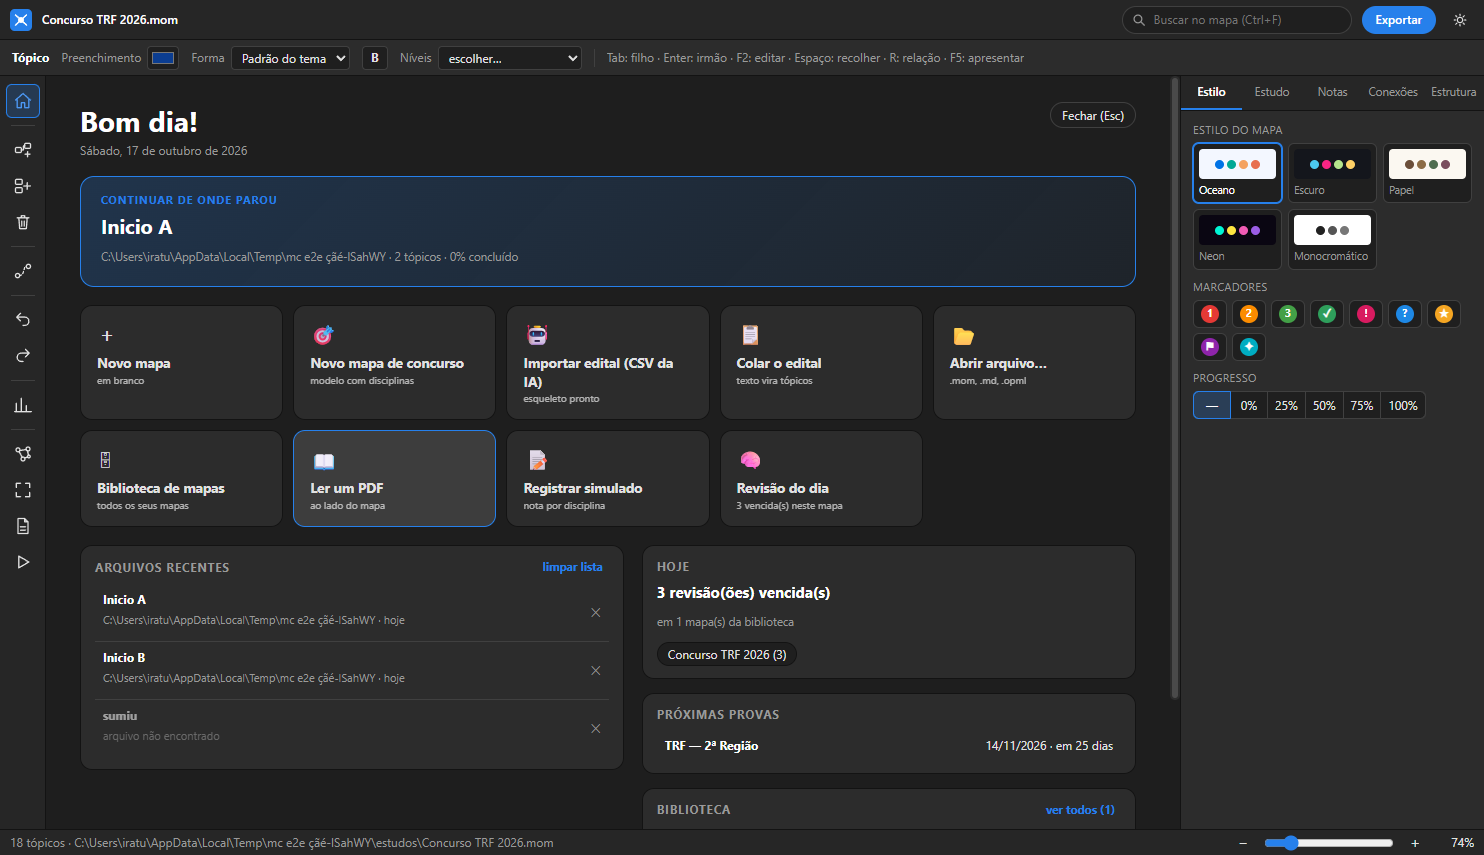 Concurso TRF 2026.mom
Buscar no mapa (Ctrl+F)
Exportar
Tópico
Preenchimento
Forma
Padrão do tema
B
Níveis
escolher...
Tab: filho · Enter: irmão · F2: editar · Espaço: recolher · R: relação · F5: apresentar
Bom dia!
Sábado, 17 de outubro de 2026
Fechar (Esc)
CONTINUAR DE ONDE PAROU
Inicio A
C:\Users\iratu\AppData\Local\Temp\mc e2e çãé-ISahWY · 2 tópicos · 0% concluído
Novo mapa
em branco
Novo mapa de concurso
modelo com disciplinas
Importar edital (CSV da
IA)
esqueleto pronto
Colar o edital
texto vira tópicos
Abrir arquivo...
.mom, .md, .opml
Biblioteca de mapas
todos os seus mapas
Ler um PDF
ao lado do mapa
Registrar simulado
nota por disciplina
Revisão do dia
3 vencida(s) neste mapa
ARQUIVOS RECENTES
limpar lista
Inicio A
C:\Users\iratu\AppData\Local\Temp\mc e2e çãé-ISahWY · hoje
Inicio B
C:\Users\iratu\AppData\Local\Temp\mc e2e çãé-ISahWY · hoje
sumiu
arquivo não encontrado
HOJE
3 revisão(ões) vencida(s)
em 1 mapa(s) da biblioteca
Concurso TRF 2026 (3)
PRÓXIMAS PROVAS
TRF — 2ª Região
14/11/2026 · em 25 dias
BIBLIOTECA
ver todos (1)
Estilo
Estudo
Notas
Conexões
Estrutura
ESTILO DO MAPA
Oceano
Escuro
Papel
Neon
Monocromático
MARCADORES
1
2
3
!
?
PROGRESSO
—
0%
25%
50%
75%
100%
18 tópicos · C:\Users\iratu\AppData\Local\Temp\mc e2e çãé-ISahWY\estudos\Concurso TRF 2026.mom
74%